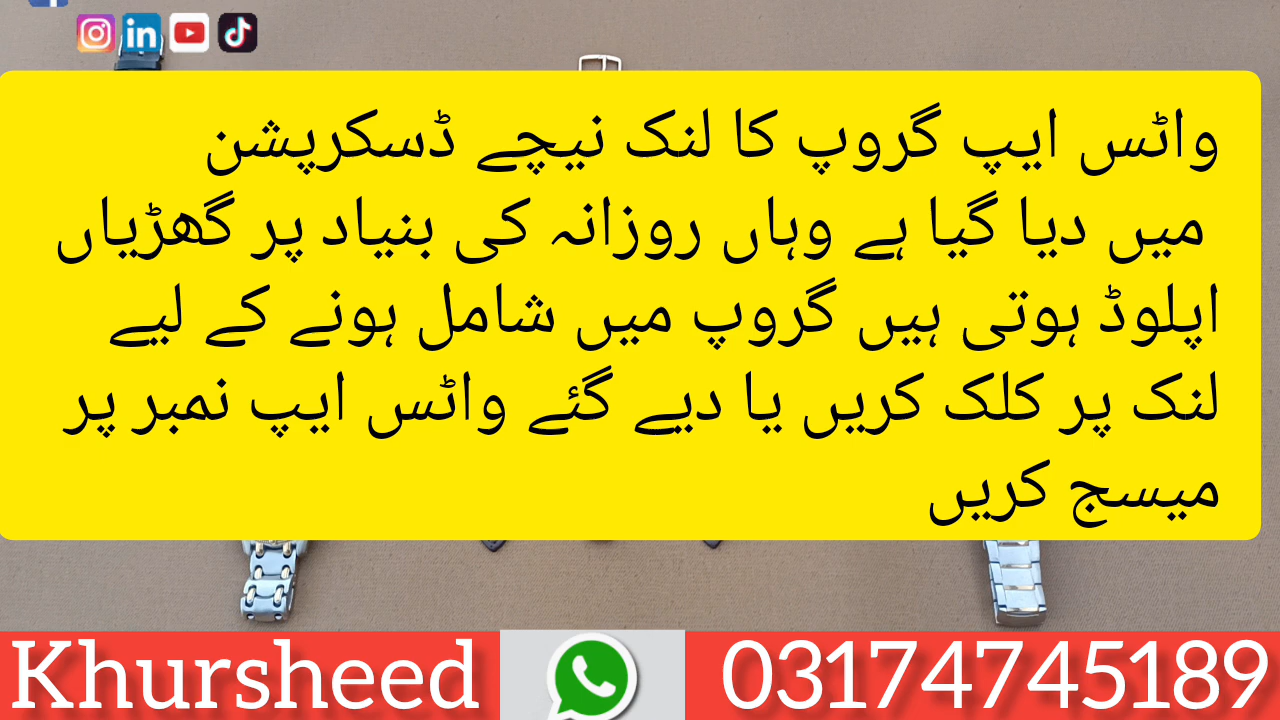 واٹس ایپ گروپ کا لنک نیچے ڈسکرپشن
میں دیا گیا ہے وہاں روزانہ کی بنیاد پر گھڑیاں
اپلوڈ ہوتی ہیں گروپ میں شامل ہونے کے لیے
لنک پر کلک کریں یا دیے گئے واٹس ایپ نمبر پر
میسج کریں
Khursheed 03174745189